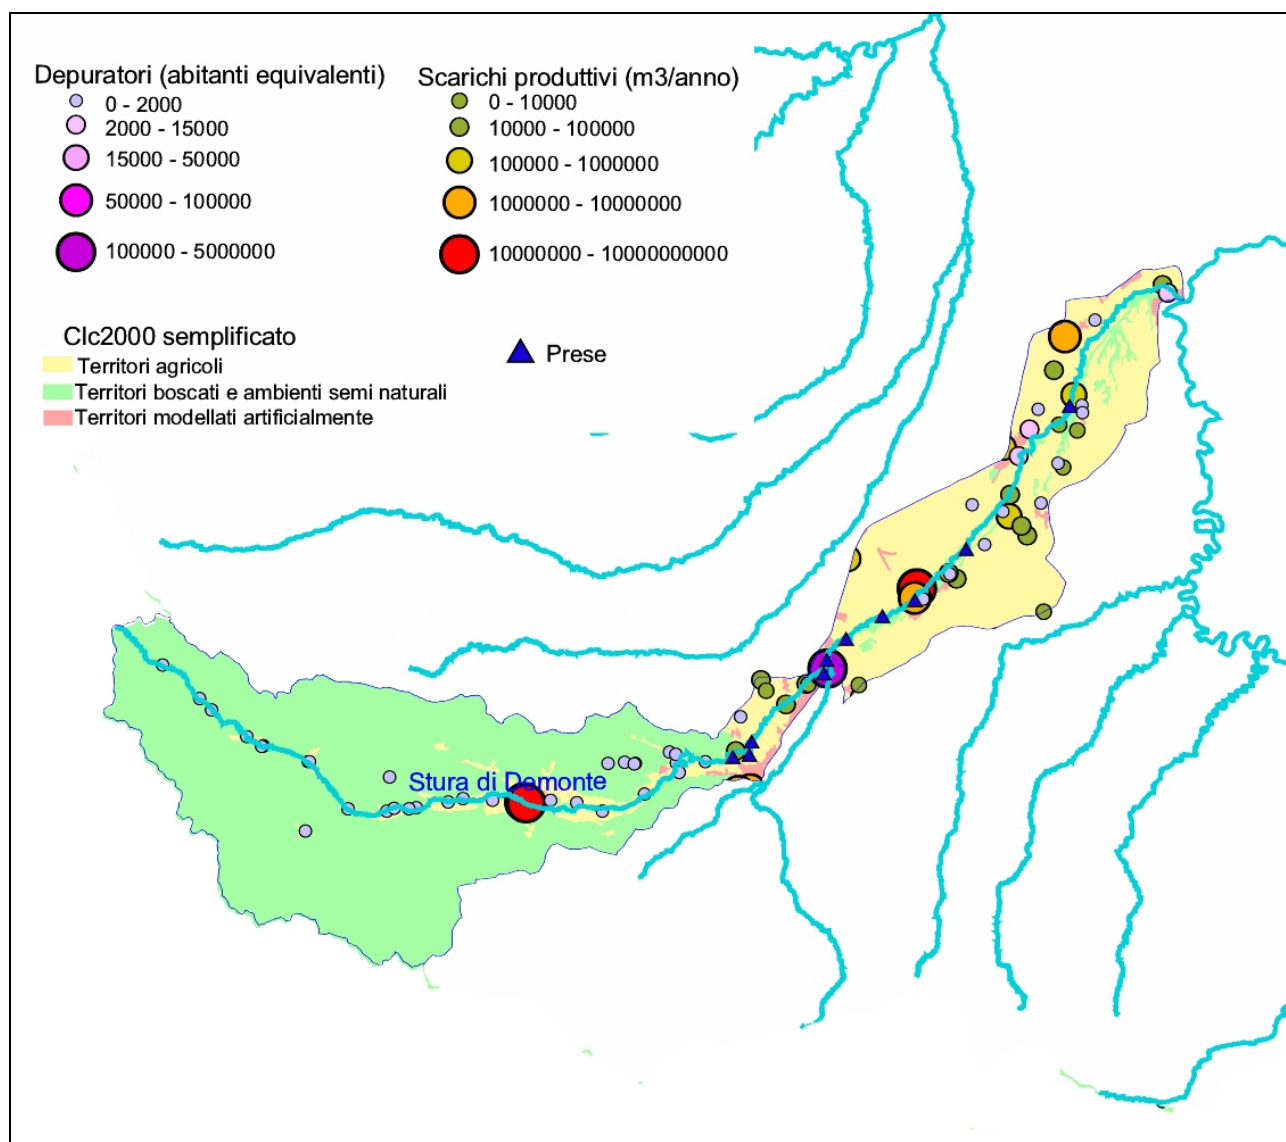 Depuratori (abitanti equivalenti)
0 - 2000
2000 - 15000
15000 - 50000
50000 - 100000
100000 - 5000000
Scarichi produttivi (m3/anno)
0 - 10000
10000 - 100000
100000 - 1000000
1000000 - 10000000
10000000 - 10000000000
Clc2000 semplificato
Territori agricoli
Territori boscati e ambienti semi naturali
Territori modellati artificialmente
Prese
Stura di Demonte